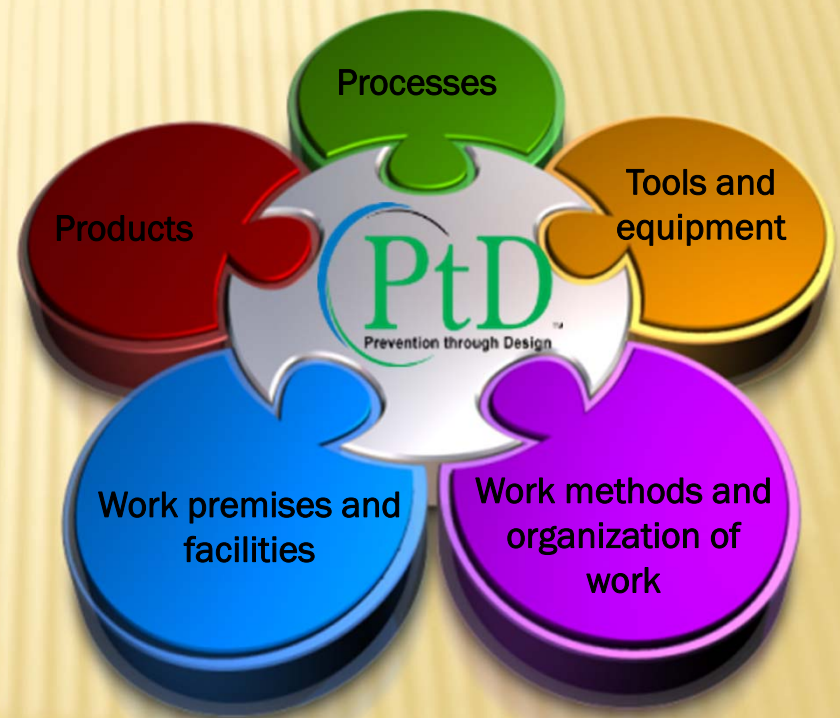 Processes
Products
Tools and
equipment
PtD
™
Prevention through Design
Work premises and
facilities
Work methods and
organization of
work